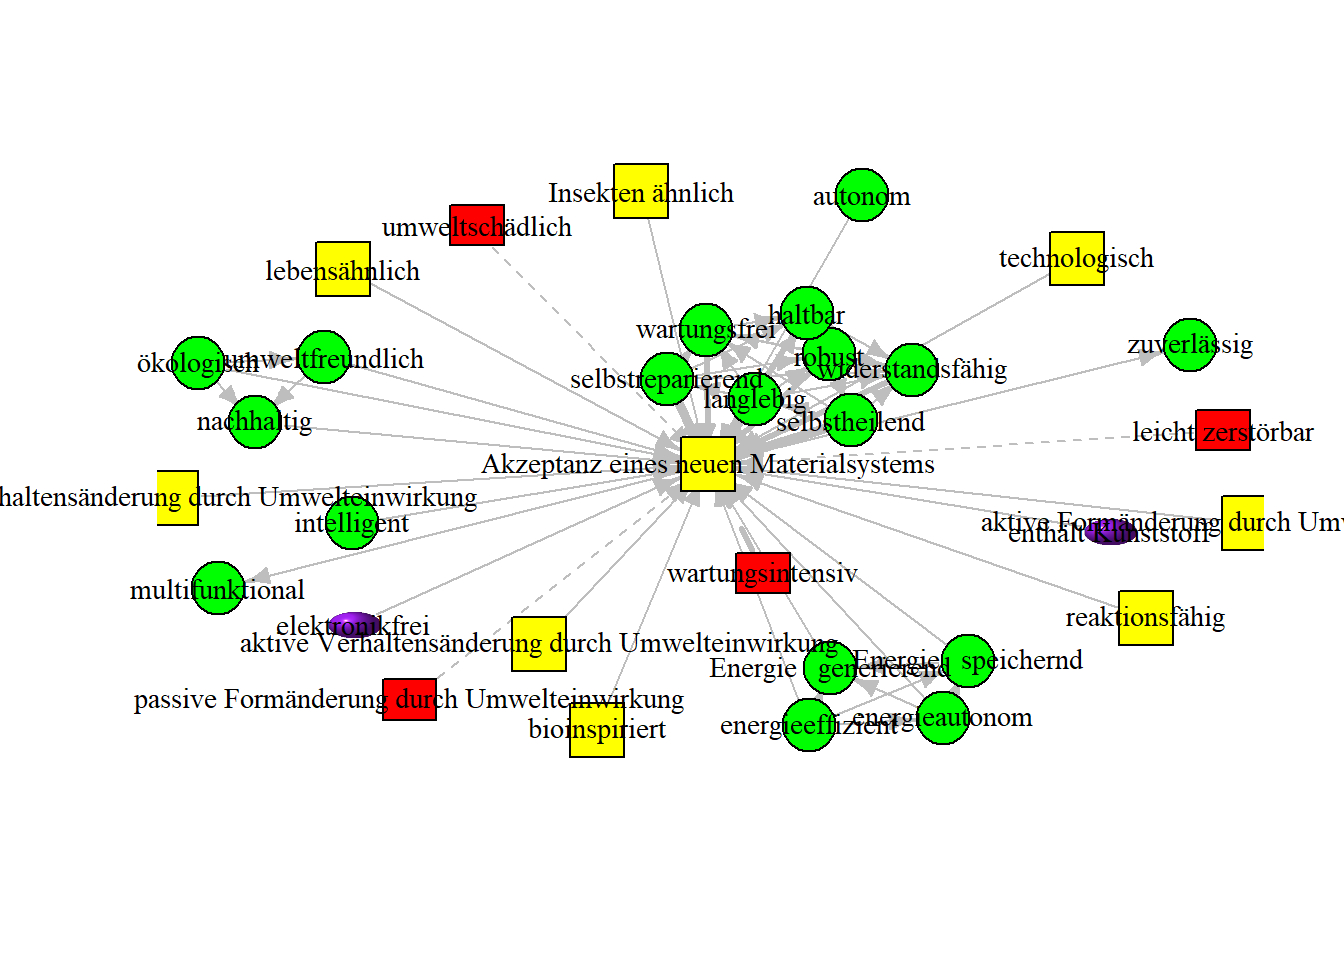 Insekten ähnlich
autonom
umweltschädlich
technologisch
lebensähnlich
haltbar
wartungsfrei
zuverlässig
ökologisch
umweltfreundlich
robust
widerstandsfähig
selbstreparierend
langlebig
nachhaltig
selbstheilend
leicht zerstörbar
Akzeptanz eines neuen Materialsystems
haltensänderung durch Umwelteinwirkung
intelligent
aktive Formänderung durch Umw
enthält Kunststoff
wartungsintensiv
multifunktional
reaktionsfähig
elektronikfrei
aktive Verhaltensänderung durch Umwelteinwirkung
Energie generierend
Energie speichernd
passive Formänderung durch Umwelteinwirkung
bioinspiriert
energieeffizient
energieautonom